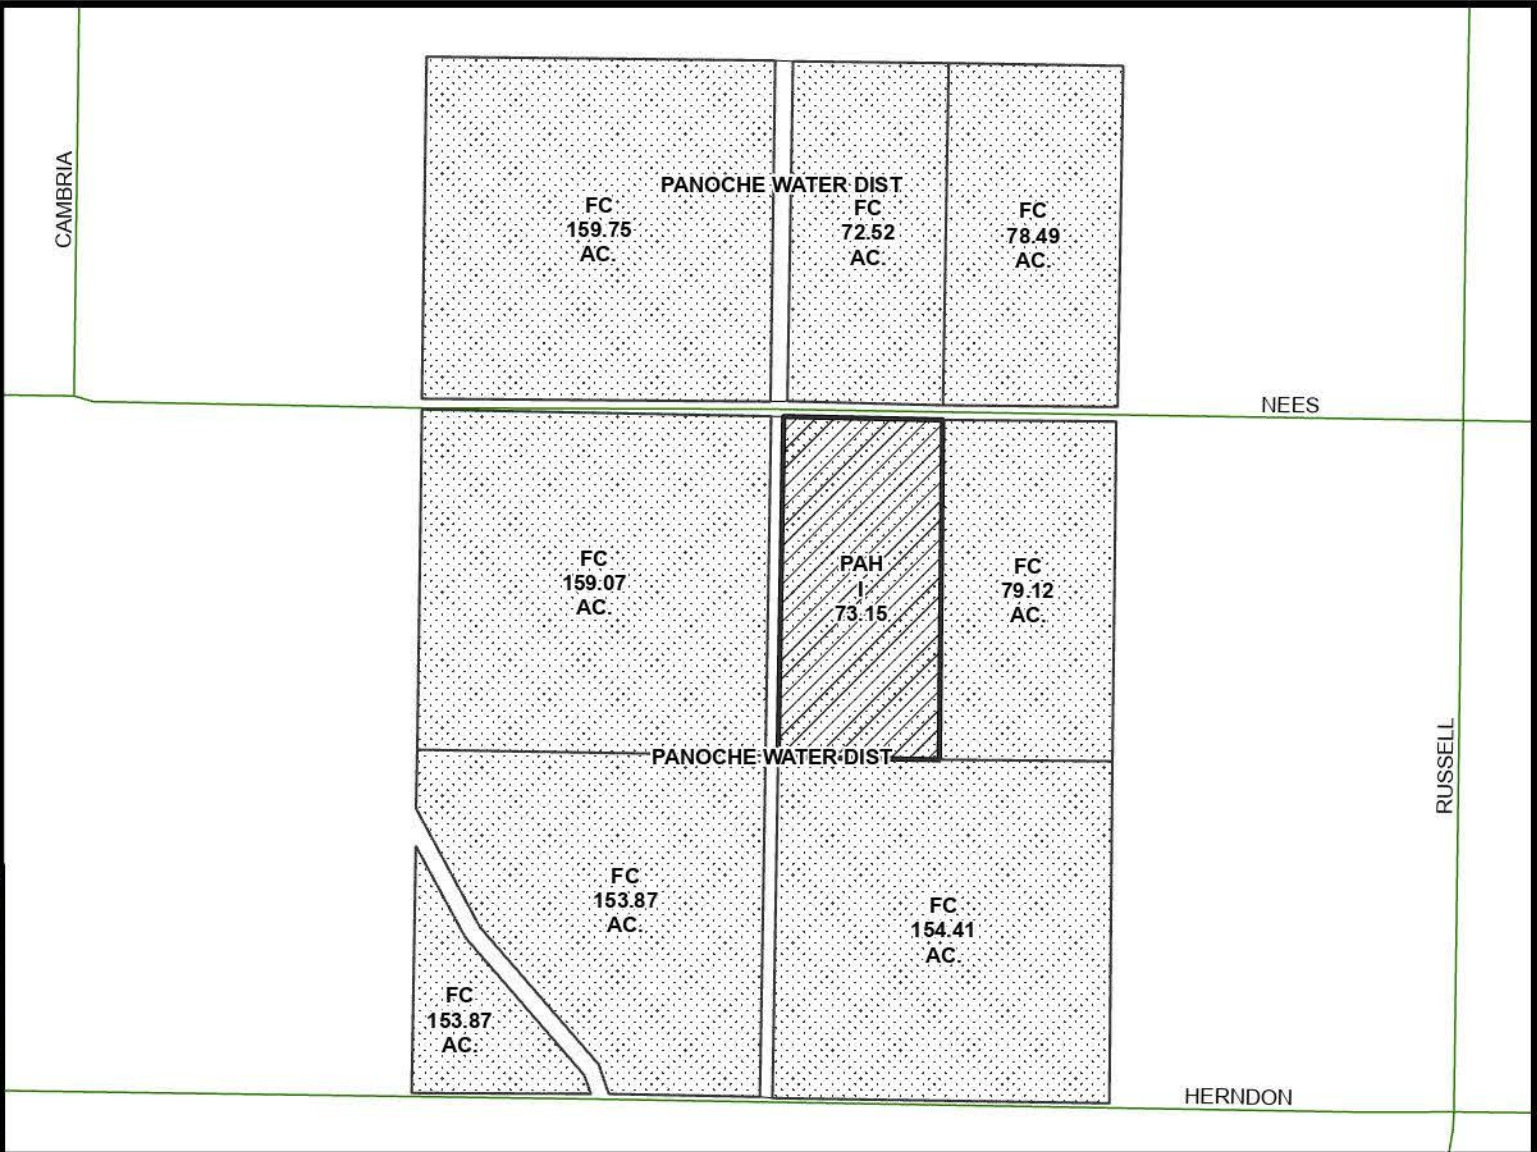 CAMBRIA
PANOCHE WATER DIST
FC
159.75
AC.
FC
72.52
AC.
FC
78.49
AC.
NEES
FC
159.07
AC.
PAH
I
73.15
FC
79.12
AC.
PANOCHE WATER DIST
RUSSELL
FC
153.87
AC.
FC
154.41
AC.
FC
153.87
AC.
HERNDON